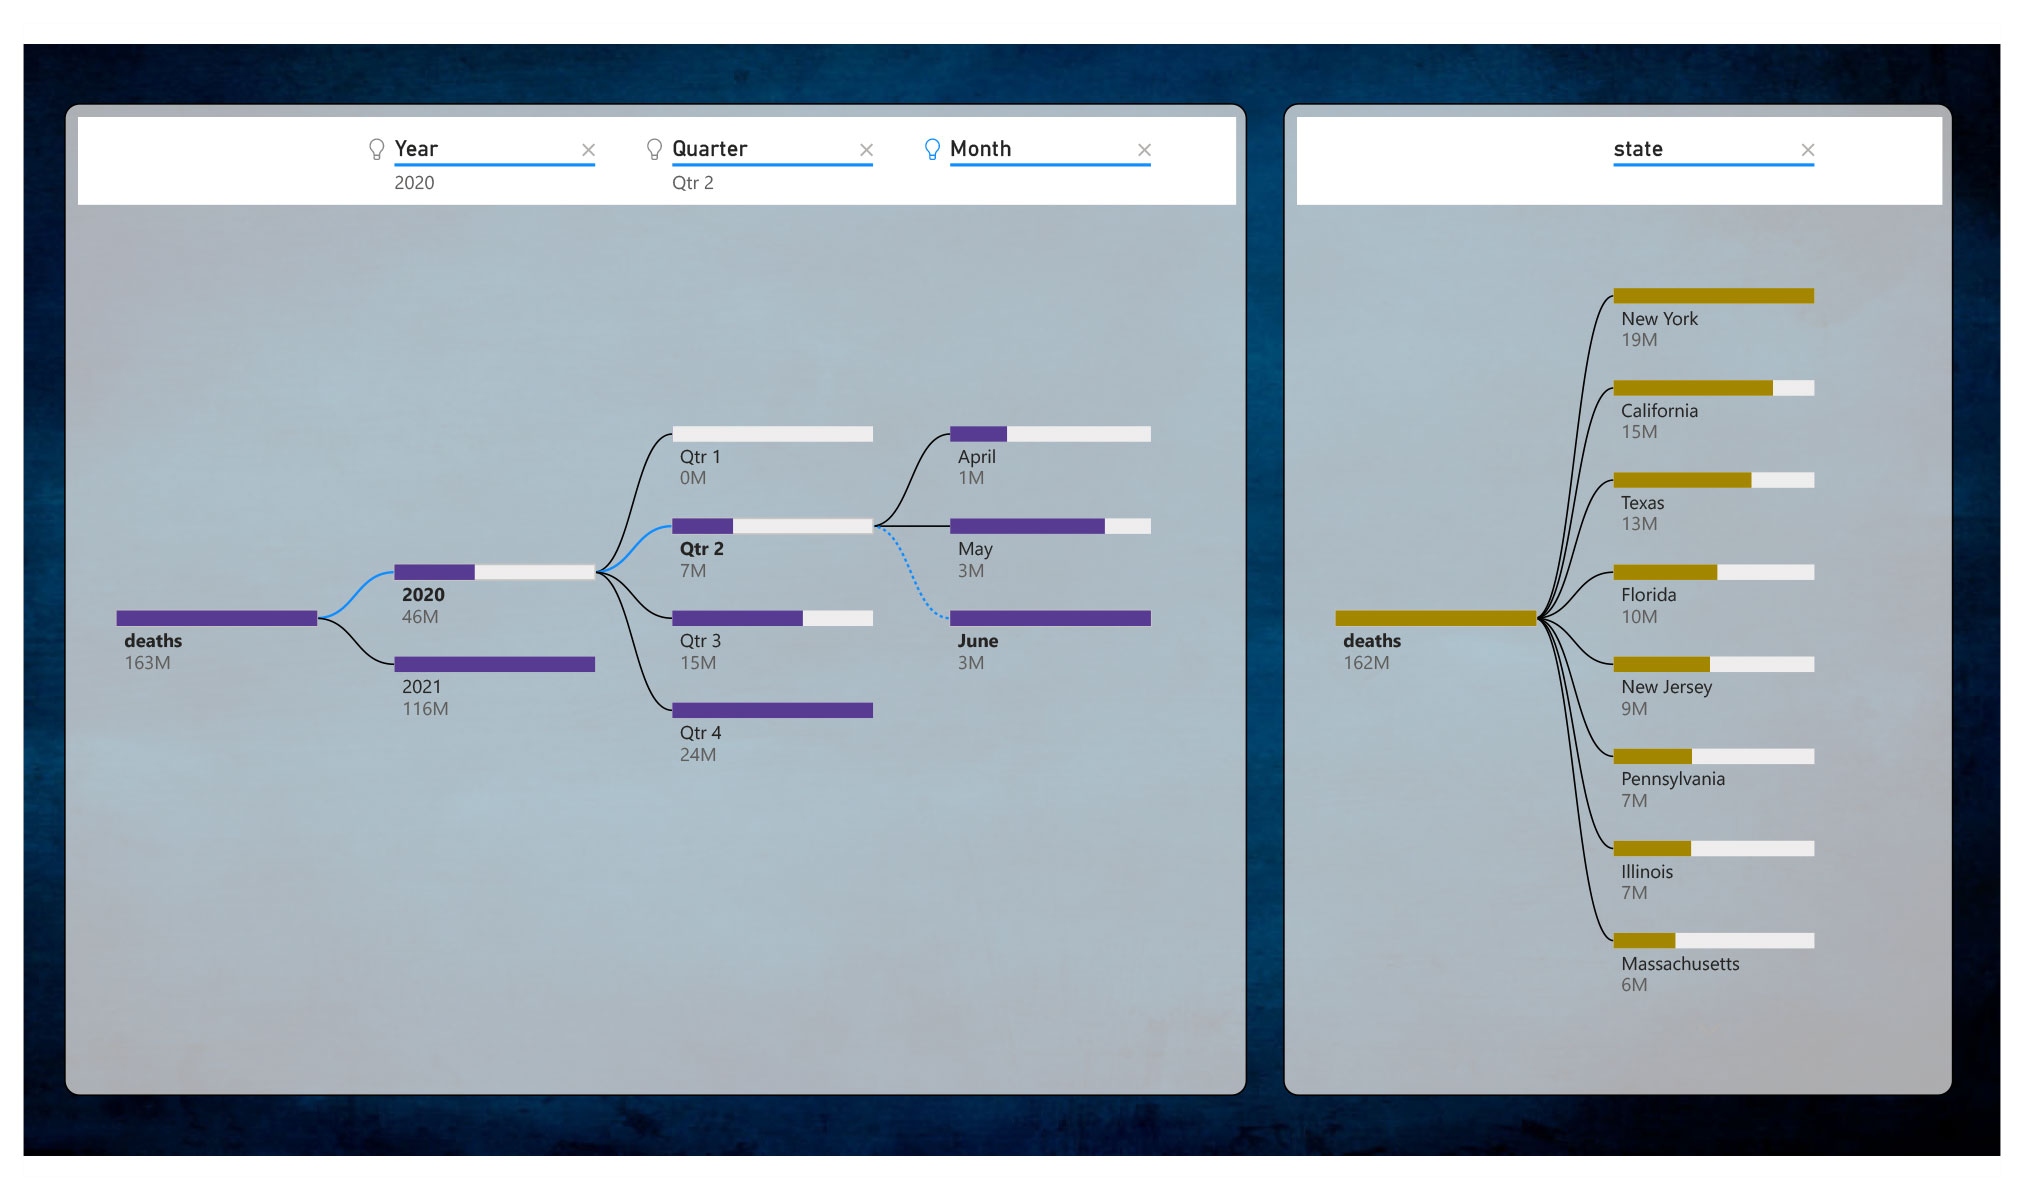 Year
2020
Quarter
Qtr 2
Month
deaths
163M
2020
46M
2021
116M
Qtr 1
0M
Qtr 2
7M
Qtr 3
15M
Qtr 4
24M
April
1M
May
3M
June
3M
state
deaths
162M
New York
19M
California
15M
Texas
13M
Florida
10M
New Jersey
9M
Pennsylvania
7M
Illinois
7M
Massachusetts
6M